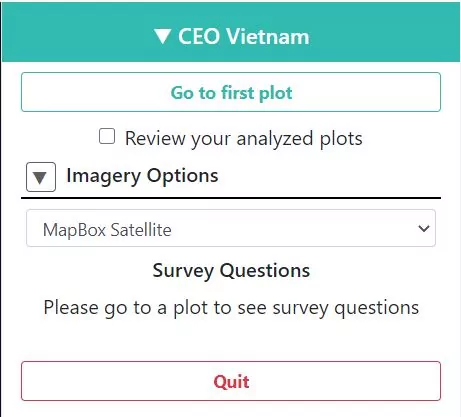 ▼ CEO Vietnam
Go to first plot
Review your analyzed plots
▼ Imagery Options
MapBox Satellite
Survey Questions
Please go to a plot to see survey questions
Quit